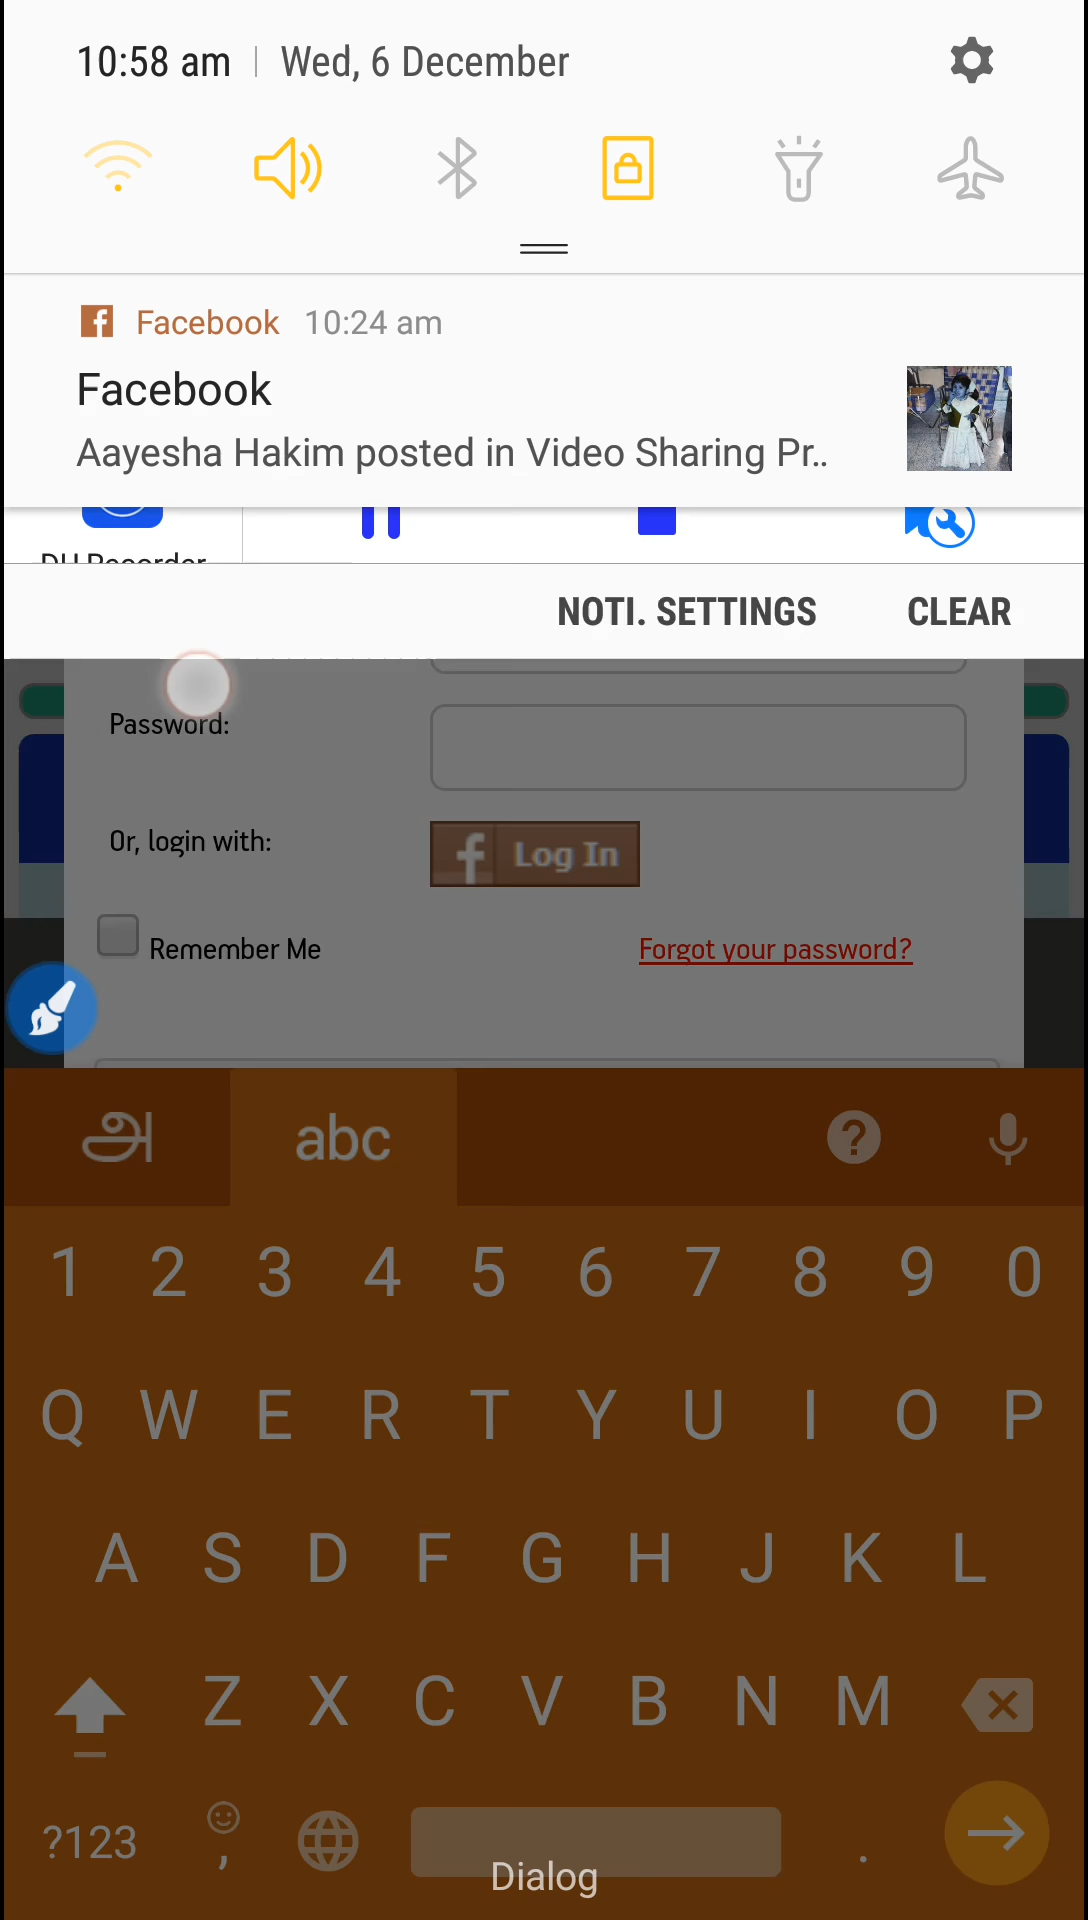 10:58 am | Wed, 6 December
Facebook 10:24 am
Facebook
Aayesha Hakim posted in Video Sharing Pr..
DU Recorder
NOTI. SETTINGS CLEAR
Password:
Or, login with: f Log In
Remember Me Forgot your password?
அ abc ?
1 2 3 4 5 6 7 8 9 0
Q W E R T Y U I O P
A S D F G H J K L
Z X C V B N M
?123 , .
Dialog